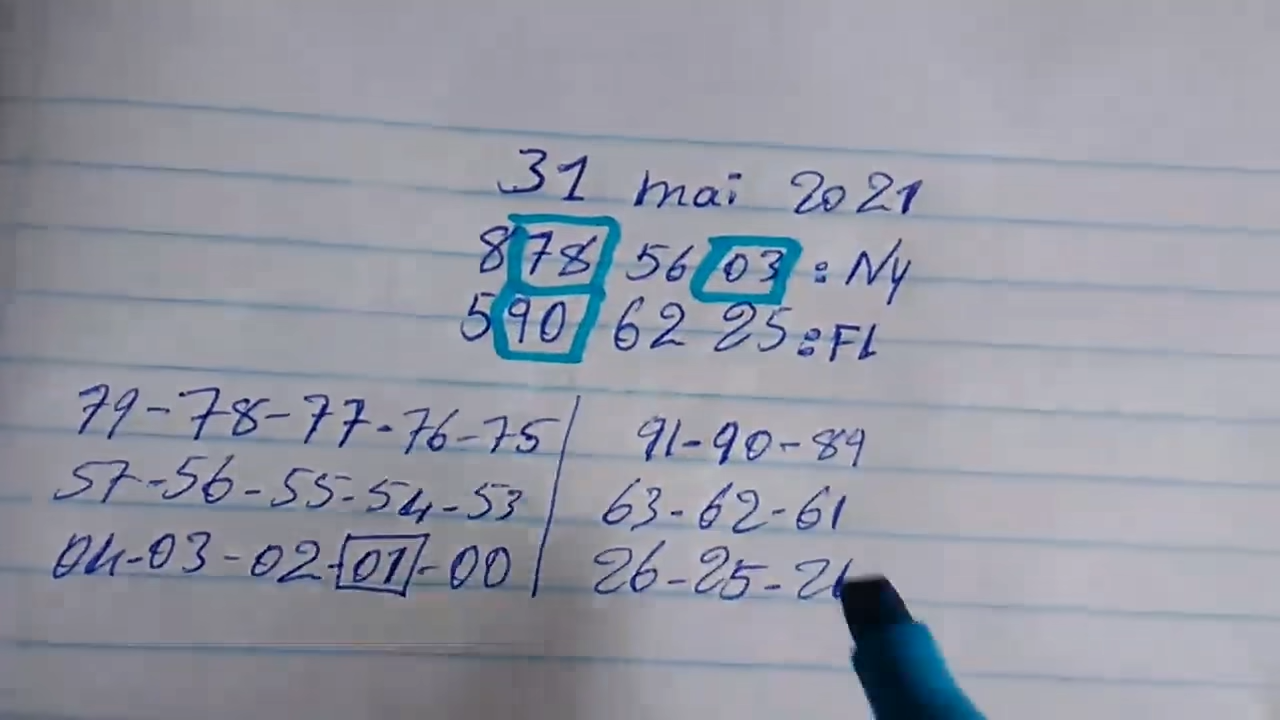 31 mai 2021
878 56 03 : Ny
590 62 25 : FL
79-78-77-76-75
57-56-55-54-53
04-03-02-01-00
91-90-89
63-62-61
26-25-